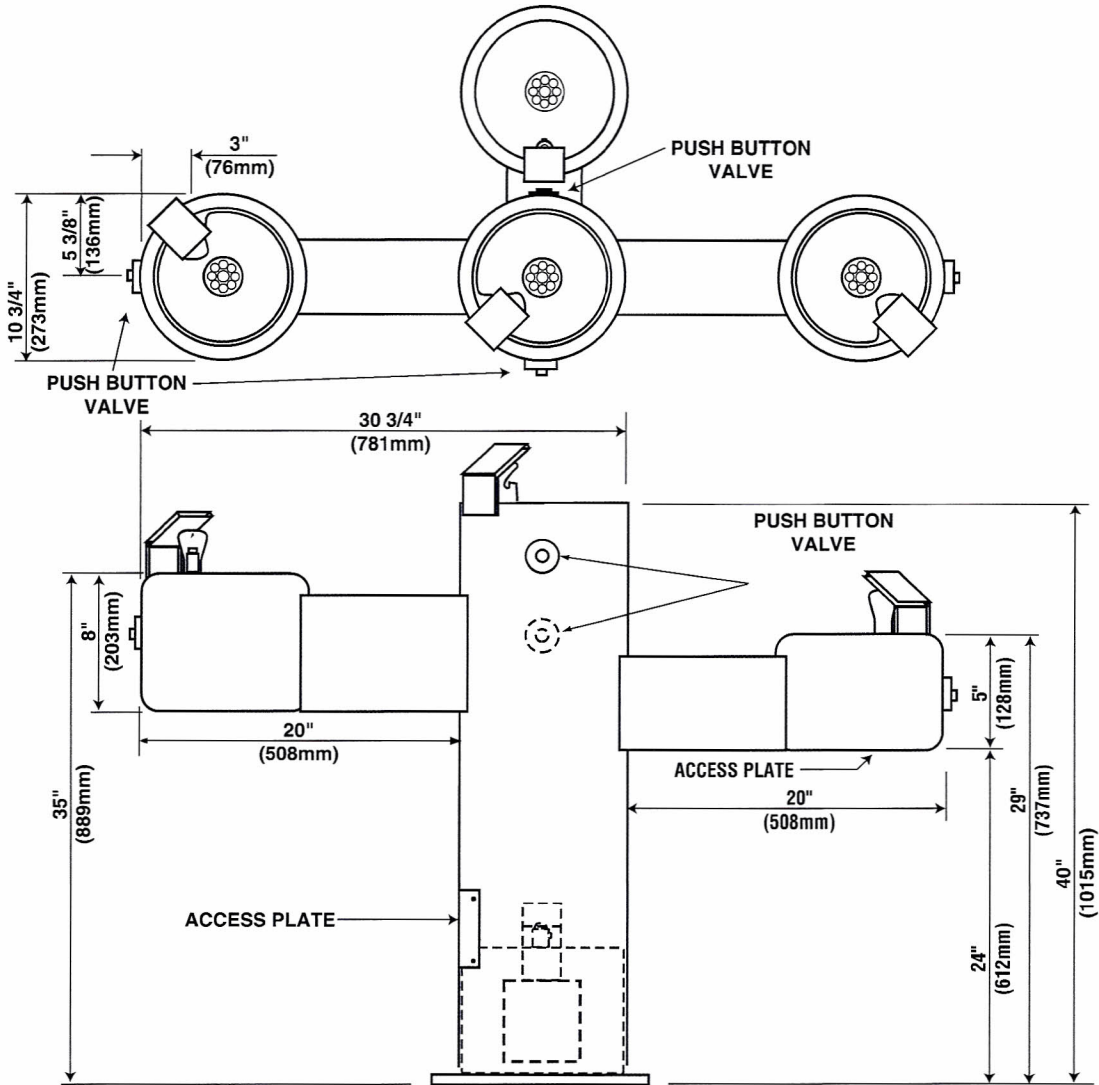 3"
(76mm)
PUSH BUTTON
VALVE
5 3/8"
(136mm)
10 3/4"
(273mm)
PUSH BUTTON
VALVE
30 3/4"
(781mm)
PUSH BUTTON
VALVE
8"
(203mm)
5"
(128mm)
20"
(508mm)
ACCESS PLATE
20"
(508mm)
35"
(889mm)
29"
(737mm)
40"
(1015mm)
ACCESS PLATE
24"
(612mm)